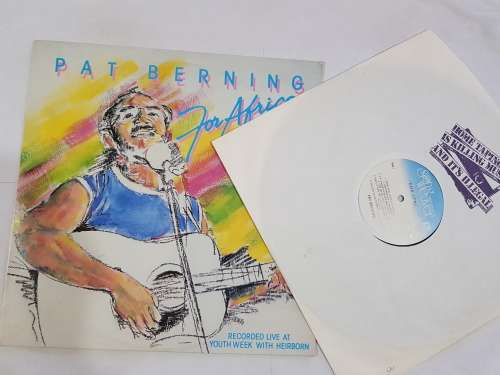 PAT BERNING
For Africa
RECORDED LIVE AT
YOUTH WEEK WITH HEIRBORN
HOME TAPING
IS KILLING MUSIC
AND IT'S ILLEGAL